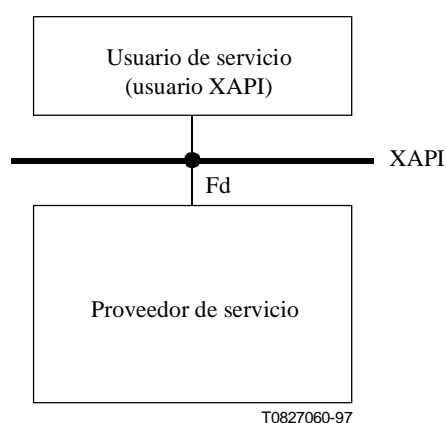 Usuario de servicio
(usuario XAPI)
XAPI
Fd
Proveedor de servicio
T0827060-97